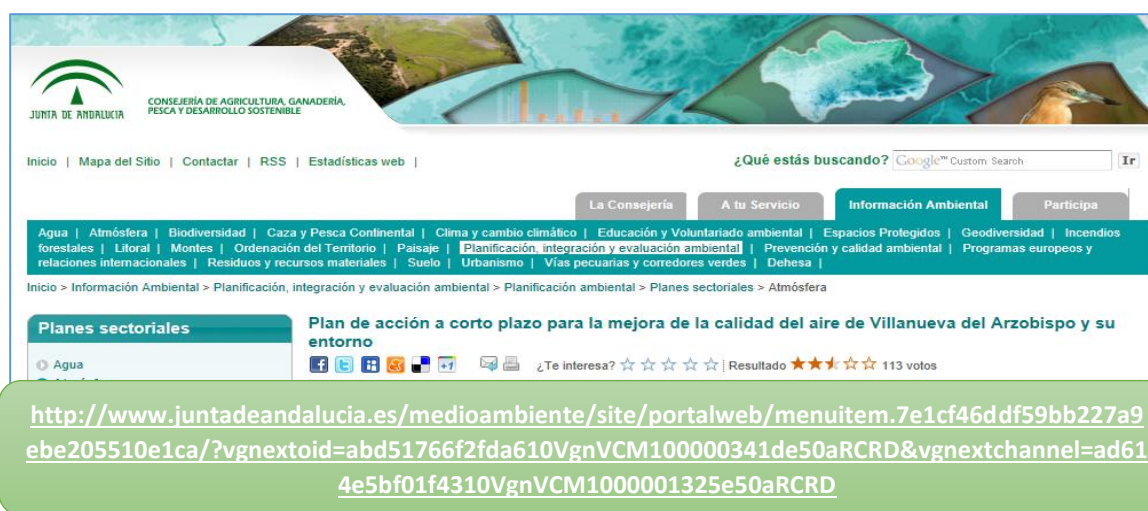 JUNTA DE ANDALUCIA
CONSEJERÍA DE AGRICULTURA, GANADERÍA,
PESCA Y DESARROLLO SOSTENIBLE
Inicio | Mapa del Sitio | Contactar | RSS | Estadísticas web |
¿Qué estás buscando? Google™ Custom Search Ir
La Consejería A tu Servicio Información Ambiental Participa
Agua | Atmósfera | Biodiversidad | Caza y Pesca Continental | Clima y cambio climático | Educación y Voluntariado ambiental | Espacios Protegidos | Geodiversidad | Incendios
forestales | Litoral | Montes | Ordenación del Territorio | Paisaje | Planificación, integración y evaluación ambiental | Prevención y calidad ambiental | Programas europeos y
relaciones internacionales | Residuos y recursos materiales | Suelo | Urbanismo | Vías pecuarias y corredores verdes | Dehesa |
Inicio > Información Ambiental > Planificación, integración y evaluación ambiental > Planificación ambiental > Planes sectoriales > Atmósfera
Planes sectoriales
Agua
Plan de acción a corto plazo para la mejora de la calidad del aire de Villanueva del Arzobispo y su
entorno
¿Te interesa? ☆ ☆ ☆ ☆ ☆ | Resultado 113 votos
http://www.juntadeandalucia.es/medioambiente/site/portalweb/menuitem.7e1cf46ddf59bb227a9
ebe205510e1ca/?vgnextoid=abd51766f2fda610VgnVCM100000341de50aRCRD&vgnextchannel=ad61
4e5bf01f4310VgnVCM1000001325e50aRCRD